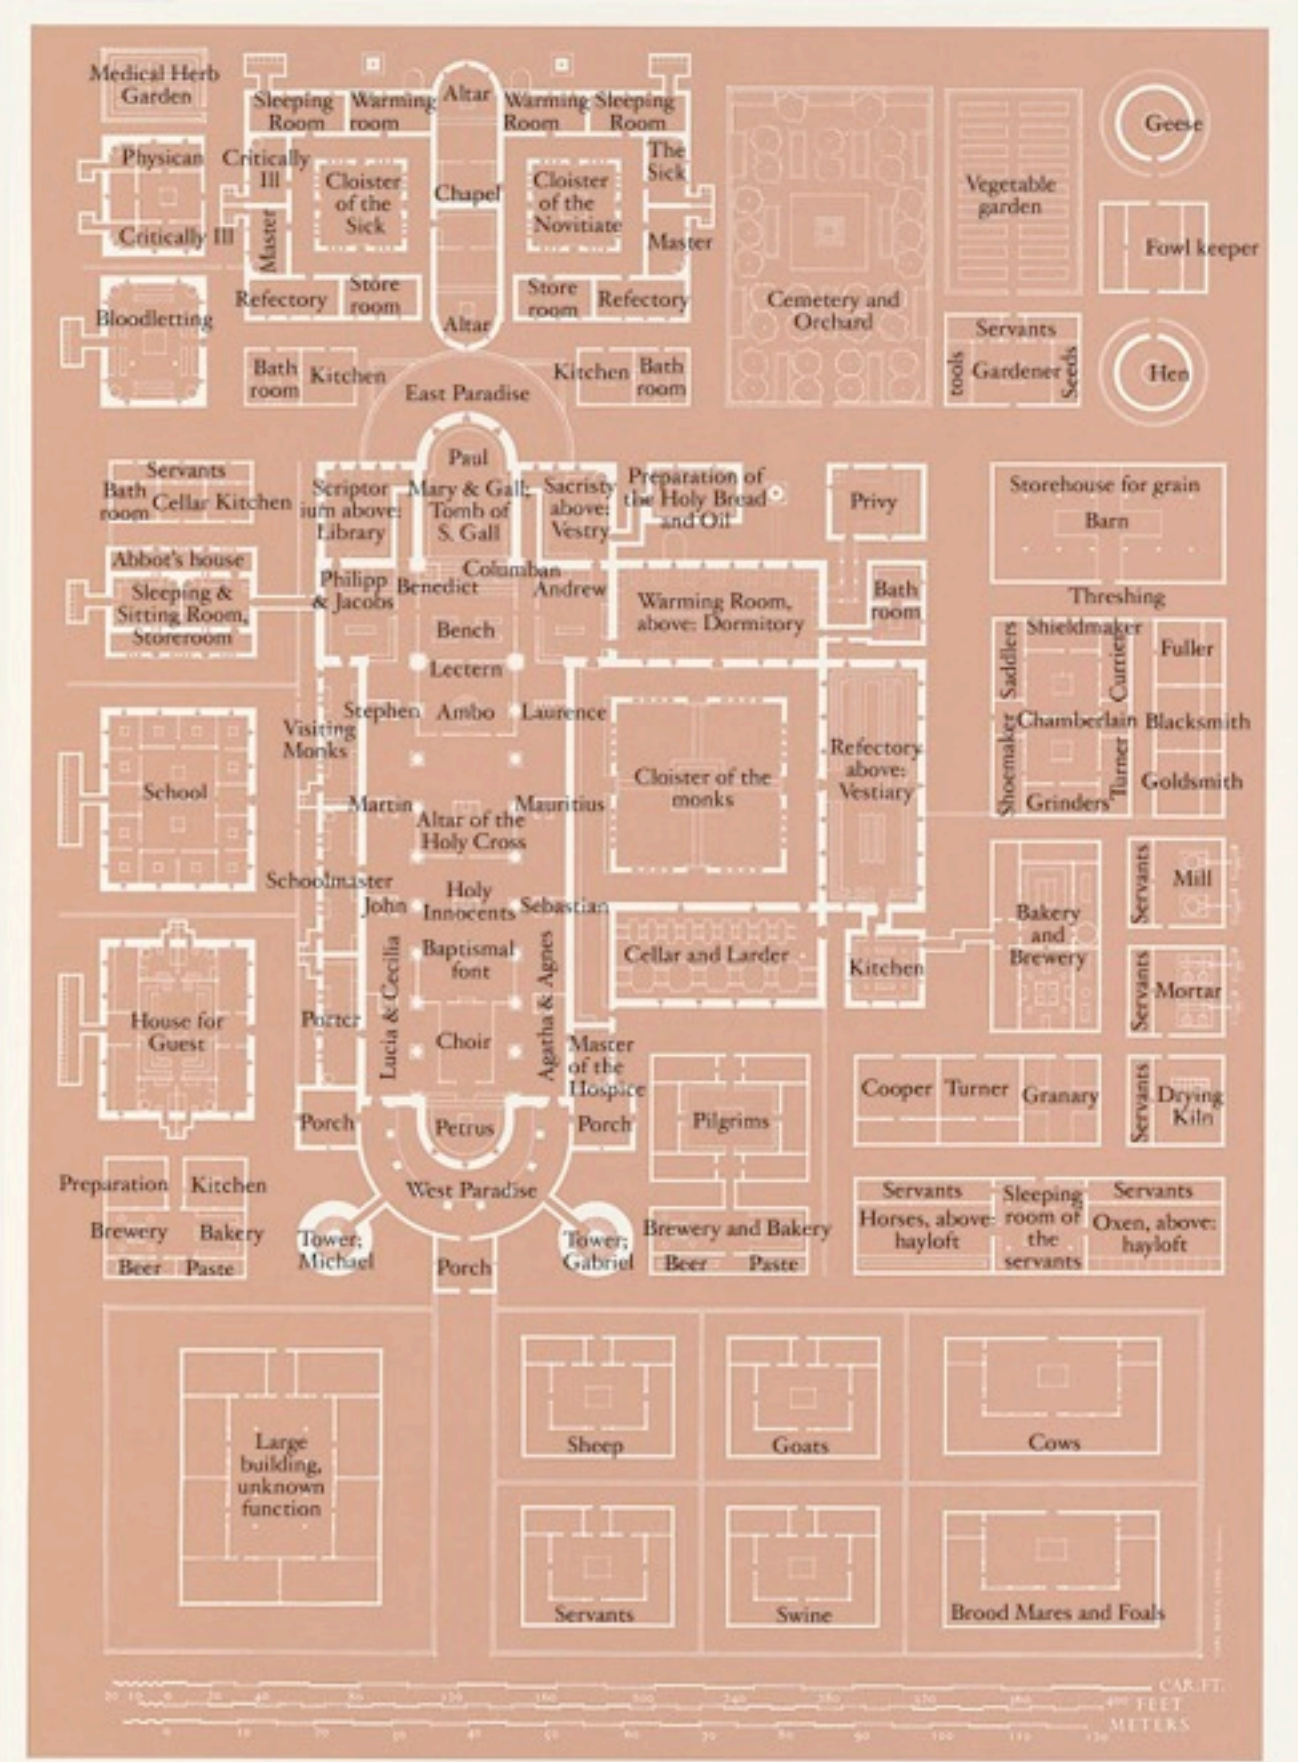 Medical Herb
Garden
Sleeping
Room
Warming
room
Altar
Warming
Room
Sleeping
Room
Geese
Physican
Critically
Ill
Cloister
of the
Sick
Chapel
Cloister
of the
Novitiate
The
Sick
Vegetable
garden
Critically Ill
Master
Master
Fowl keeper
Refectory
Store
room
Store
room
Refectory
Cemetery and
Orchard
Bloodletting
Altar
Servants
Bath
room
Kitchen
Kitchen
Bath
room
tools
Gardener
Seeds
Hen
East Paradise
Servants
Bath
room
Cellar Kitchen
Paul
Scriptor
ium above:
Library
Mary & Gall;
Tomb of
S. Gall
Sacristy
above:
Vestry
Preparation of
the Holy Bread
and Oil
Privy
Storehouse for grain
Barn
Abbot's house
Sleeping &
Sitting Room,
Storeroom
Philipp
& Jacobs
Benedict
Columban
Andrew
Warming Room,
above: Dormitory
Bath
room
Threshing
Bench
Lectern
Saddlers
Shieldmaker
Currier
Fuller
Stephen
Ambo
Laurence
Visiting
Monks
School
Cloister of the
monks
Refectory
above:
Vestiary
Shoemaker
Chamberlain
Turner
Blacksmith
Grinders
Goldsmith
Martin
Altar of the
Holy Cross
Mauritius
Schoolmaster
John
Holy
Innocents
Sebastian
Servants
Mill
Bakery
and
Brewery
Lucia & Cecilia
Baptismal
font
Agatha & Agnes
Cellar and Larder
Kitchen
Servants
Mortar
House for
Guest
Porter
Choir
Master
of the
Hospice
Cooper
Turner
Granary
Servants
Drying
Kiln
Porch
Petrus
Porch
Pilgrims
Preparation
Kitchen
West Paradise
Servants
Horses, above:
hayloft
Sleeping
room of
the
servants
Servants
Oxen, above:
hayloft
Brewery
Bakery
Tower;
Michael
Tower;
Gabriel
Brewery and Bakery
Beer
Paste
Porch
Beer
Paste
Large
building,
unknown
function
Sheep
Goats
Cows
Servants
Swine
Brood Mares and Foals
CAR.FT.
FEET
METERS